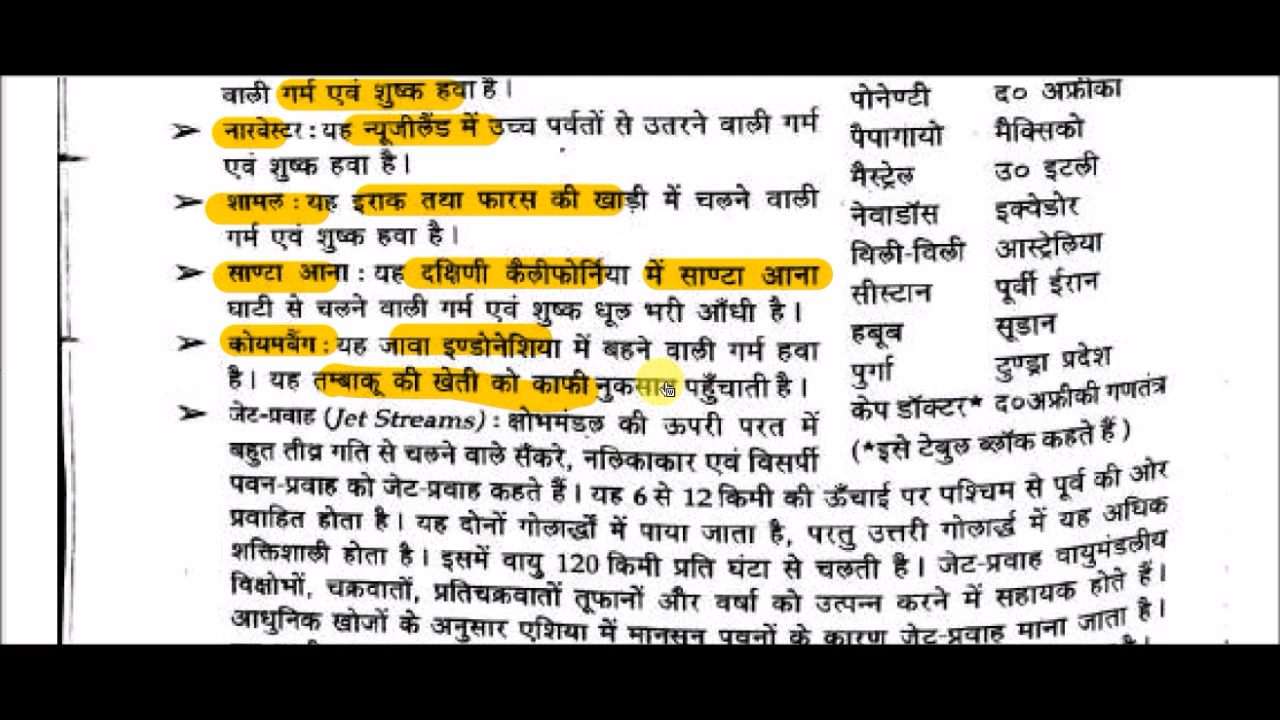 वाली गर्म एवं शुष्क हवा है।
➢ नारवेस्टर : यह न्यूजीलैंड में उच्च पर्वतों से उतरने वाली गर्म
एवं शुष्क हवा है।
➢ शामल : यह इराक तथा फारस की खाड़ी में चलने वाली
गर्म एवं शुष्क हवा है।
➢ साण्टा आना : यह दक्षिणी कैलीफोर्निया में साण्टा आना
घाटी से चलने वाली गर्म एवं शुष्क धूल भरी आँधी है।
➢ कोयमबैंग : यह जावा इण्डोनेशिया में बहने वाली गर्म हवा
है। यह तम्बाकू की खेती को काफी नुकसान पहुँचाती है।
➢ जेट-प्रवाह (Jet Streams) : क्षोभमंडल की ऊपरी परत में
बहुत तीव्र गति से चलने वाले सँकरे, नलिकाकार एवं विसर्पी
पोनेण्टी द० अफ्रीका
पैपागायो मैक्सिको
मैस्ट्रेल उ० इटली
नेवाडॉस इक्वेडोर
विली-विली आस्ट्रेलिया
सीस्टान पूर्वी ईरान
हबूब सूडान
पुर्गा टुण्ड्रा प्रदेश
केप डॉक्टर* द०अफ्रीकी गणतंत्र
(*इसे टेबुल ब्लॉक कहते हैं)
पवन-प्रवाह को जेट-प्रवाह कहते हैं। यह 6 से 12 किमी की ऊँचाई पर पश्चिम से पूर्व की ओर
प्रवाहित होता है। यह दोनों गोलार्द्धों में पाया जाता है, परतु उत्तरी गोलार्द्ध में यह अधिक
शक्तिशाली होता है। इसमें वायु 120 किमी प्रति घंटा से चलती है। जेट-प्रवाह वायुमंडलीय
विक्षोभों, चक्रवातों, प्रतिचक्रवातों तूफानों और वर्षा को उत्पन्न करने में सहायक होते हैं।
आधुनिक खोजों के अनुसार एशिया में मानसून पवनों के कारण जेट-प्रवाह माना जाता है।